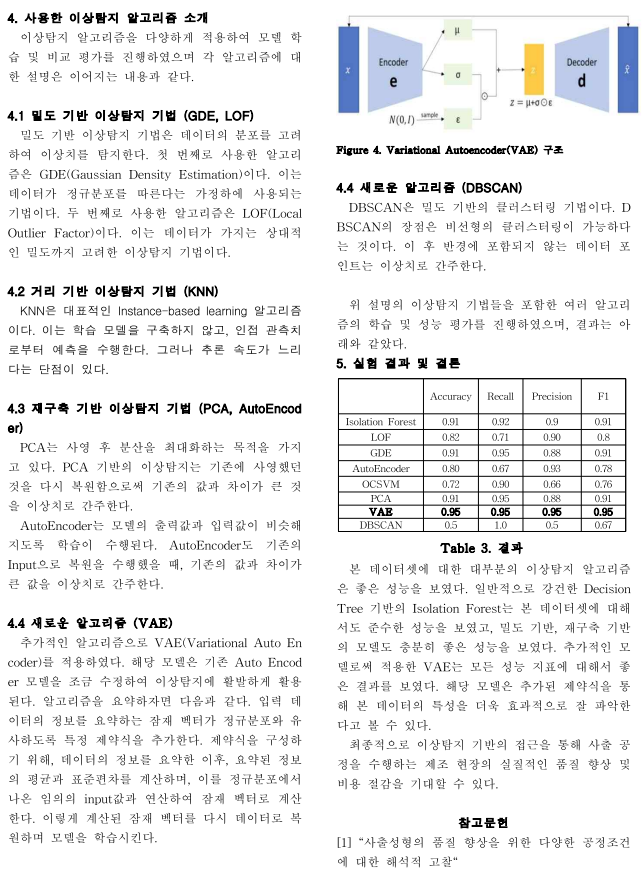 4. 사용한 이상탐지 알고리즘 소개
이상탐지 알고리즘을 다양하게 적용하여 모델 학
습 및 비교 평가를 진행하였으며 각 알고리즘에 대
한 설명은 이어지는 내용과 같다.
4.1 밀도 기반 이상탐지 기법 (GDE, LOF)
밀도 기반 이상탐지 기법은 데이터의 분포를 고려
하여 이상치를 탐지한다. 첫 번째로 사용한 알고리
즘은 GDE(Gaussian Density Estimation)이다. 이는
데이터가 정규분포를 따른다는 가정하에 사용되는
기법이다. 두 번째로 사용한 알고리즘은 LOF(Local
Outlier Factor)이다. 이는 데이터가 가지는 상대적
인 밀도까지 고려한 이상탐지 기법이다.
4.2 거리 기반 이상탐지 기법 (KNN)
KNN은 대표적인 Instance-based learning 알고리즘
이다. 이는 학습 모델을 구축하지 않고, 인접 관측치
로부터 예측을 수행한다. 그러나 추론 속도가 느리
다는 단점이 있다.
4.3 재구축 기반 이상탐지 기법 (PCA, AutoEncod
er)
PCA는 사영 후 분산을 최대화하는 목적을 가지
고 있다. PCA 기반의 이상탐지는 기존에 사영했던
것을 다시 복원함으로써 기존의 값과 차이가 큰 것
을 이상치로 간주한다.
AutoEncoder는 모델의 출력값과 입력값이 비슷해
지도록 학습이 수행된다. AutoEncoder도 기존의
Input으로 복원을 수행했을 때, 기존의 값과 차이가
큰 값을 이상치로 간주한다.
4.4 새로운 알고리즘 (VAE)
추가적인 알고리즘으로 VAE(Variational Auto En
coder)를 적용하였다. 해당 모델은 기존 Auto Encod
er 모델을 조금 수정하여 이상탐지에 활발하게 활용
된다. 알고리즘을 요약하자면 다음과 같다. 입력 데
이터의 정보를 요약하는 잠재 벡터가 정규분포와 유
사하도록 특정 제약식을 추가한다. 제약식을 구성하
기 위해, 데이터의 정보를 요약한 이후, 요약된 정보
의 평균과 표준편차를 계산하며, 이를 정규분포에서
나온 임의의 input값과 연산하여 잠재 벡터로 계산
한다. 이렇게 계산된 잠재 벡터를 다시 데이터로 복
원하며 모델을 학습시킨다.
x
Encoder
e
μ
σ
ε
N(0,I) sample
+
⊙
z
z = μ+σ⊙ε
Decoder
d
x̂
Figure 4. Variational Autoencoder(VAE) 구조
4.4 새로운 알고리즘 (DBSCAN)
DBSCAN은 밀도 기반의 클러스터링 기법이다. D
BSCAN의 장점은 비선형의 클러스터링이 가능하다
는 것이다. 이 후 반경에 포함되지 않는 데이터 포
인트는 이상치로 간주한다.
위 설명의 이상탐지 기법들을 포함한 여러 알고리
즘의 학습 및 성능 평가를 진행하였으며, 결과는 아
래와 같았다.
5. 실험 결과 및 결론
Accuracy Recall Precision F1
Isolation Forest 0.91 0.92 0.9 0.91
LOF 0.82 0.71 0.90 0.8
GDE 0.91 0.95 0.88 0.91
AutoEncoder 0.80 0.67 0.93 0.78
OCSVM 0.72 0.90 0.66 0.76
PCA 0.91 0.95 0.88 0.91
VAE 0.95 0.95 0.95 0.95
DBSCAN 0.5 1.0 0.5 0.67
Table 3. 결과
본 데이터셋에 대한 대부분의 이상탐지 알고리즘
은 좋은 성능을 보였다. 일반적으로 강건한 Decision
Tree 기반의 Isolation Forest는 본 데이터셋에 대해
서도 준수한 성능을 보였고, 밀도 기반, 재구축 기반
의 모델도 충분히 좋은 성능을 보였다. 추가적인 모
델로써 적용한 VAE는 모든 성능 지표에 대해서 좋
은 결과를 보였다. 해당 모델은 추가된 제약식을 통
해 본 데이터의 특성을 더욱 효과적으로 잘 파악한
다고 볼 수 있다.
최종적으로 이상탐지 기반의 접근을 통해 사출 공
정을 수행하는 제조 현장의 실질적인 품질 향상 및
비용 절감을 기대할 수 있다.
참고문헌
[1] “사출성형의 품질 향상을 위한 다양한 공정조건
에 대한 해석적 고찰“